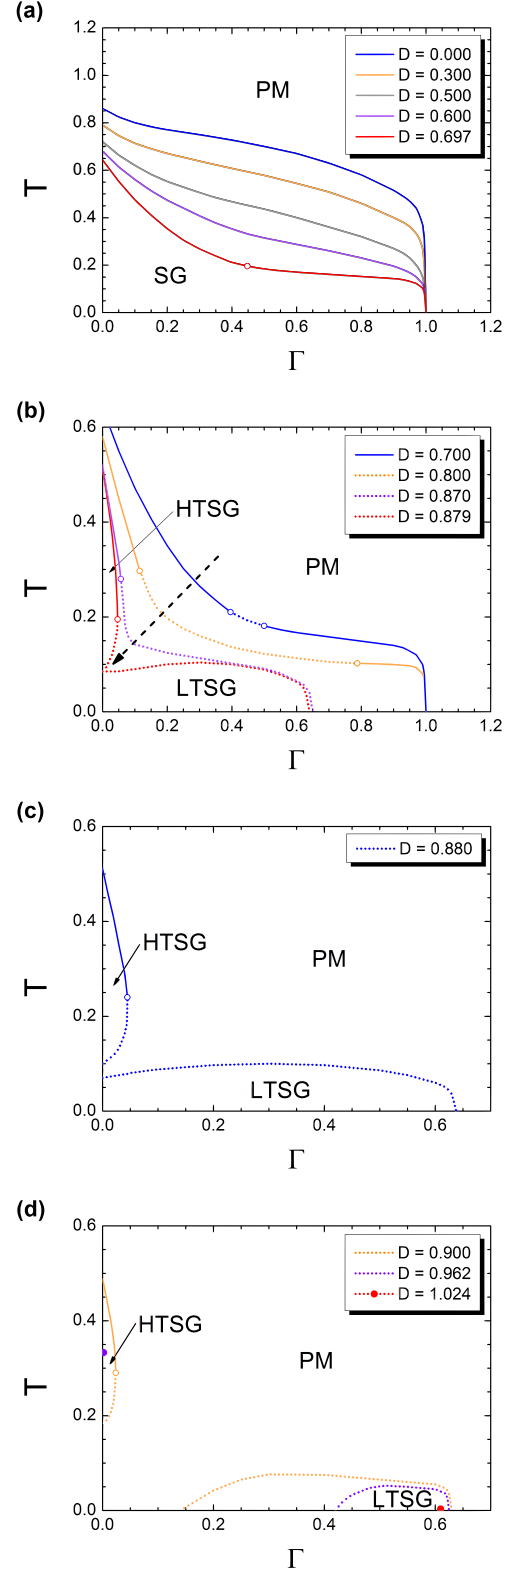 (a)
1.2
1.0
0.8
0.6
0.4
0.2
0.0
T
PM
SG
D = 0.000
D = 0.300
D = 0.500
D = 0.600
D = 0.697
0.0 0.2 0.4 0.6 0.8 1.0 1.2
Γ
(b)
0.6
0.4
0.2
0.0
T
HTSG
PM
LTSG
D = 0.700
D = 0.800
D = 0.870
D = 0.879
0.0 0.2 0.4 0.6 0.8 1.0 1.2
Γ
(c)
0.6
0.4
0.2
0.0
T
D = 0.880
HTSG
PM
LTSG
0.0 0.2 0.4 0.6
Γ
(d)
0.6
0.4
0.2
0.0
T
D = 0.900
D = 0.962
D = 1.024
HTSG
PM
LTSG
0.0 0.2 0.4 0.6
Γ